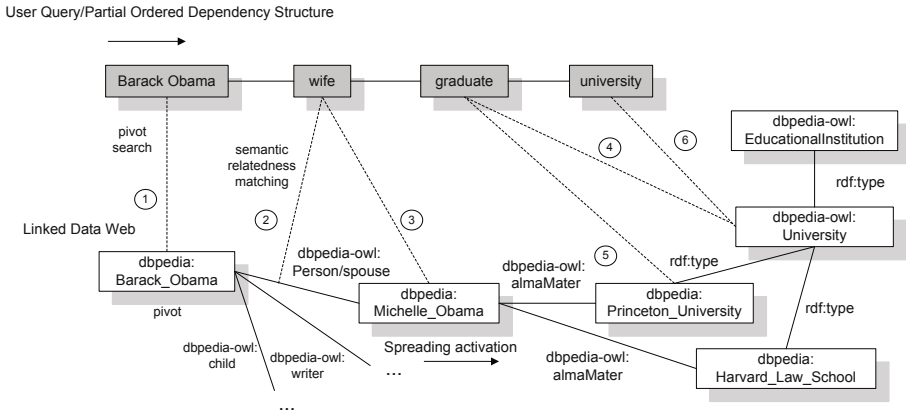 User Query/Partial Ordered Dependency Structure
Barack Obama
wife
graduate
university
pivot
search
semantic
relatedness
matching
4
6
dbpedia-owl:
EducationalInstitution
rdf:type
1
2
3
5
Linked Data Web
dbpedia:
Barack_Obama
pivot
dbpedia-owl:
Person/spouse
dbpedia:
Michelle_Obama
dbpedia-owl:
almaMater
dbpedia:
Princeton_University
rdf:type
dbpedia-owl:
University
rdf:type
dbpedia-owl:
child
dbpedia-owl:
writer
...
...
Spreading activation
dbpedia-owl:
almaMater
dbpedia:
Harvard_Law_School